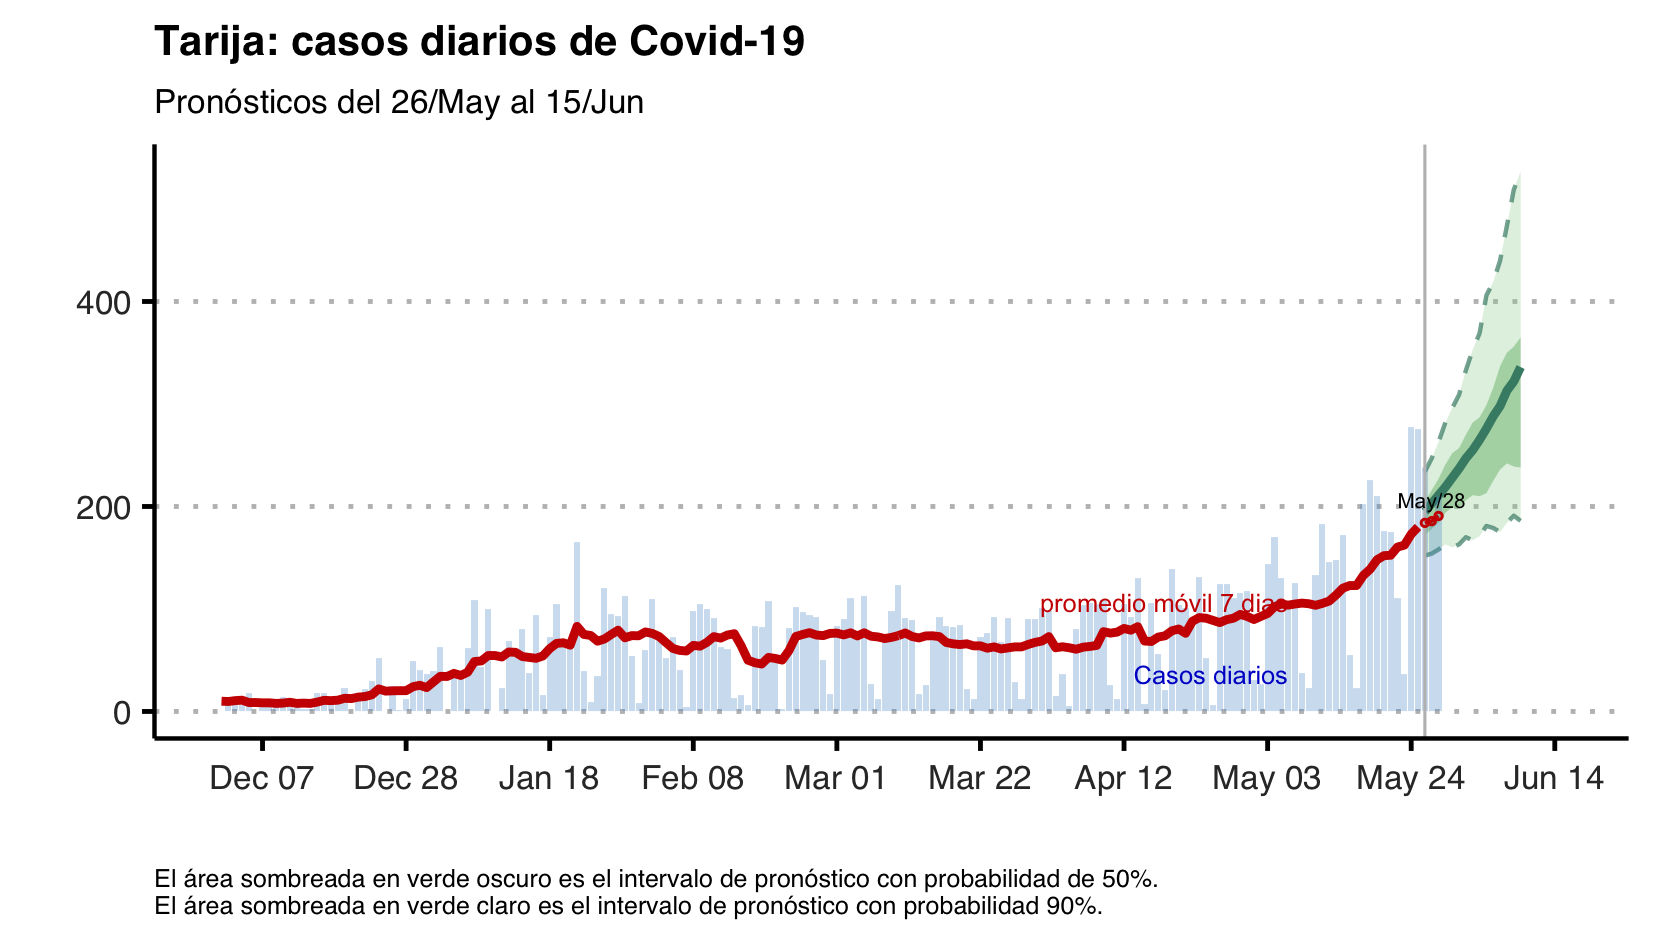 Tarija: casos diarios de Covid-19
Pronósticos del 26/May al 15/Jun
400
200
0
May/28
promedio móvil 7 dias
Casos diarios
Dec 07 Dec 28 Jan 18 Feb 08 Mar 01 Mar 22 Apr 12 May 03 May 24 Jun 14
El área sombreada en verde oscuro es el intervalo de pronóstico con probabilidad de 50%.
El área sombreada en verde claro es el intervalo de pronóstico con probabilidad 90%.